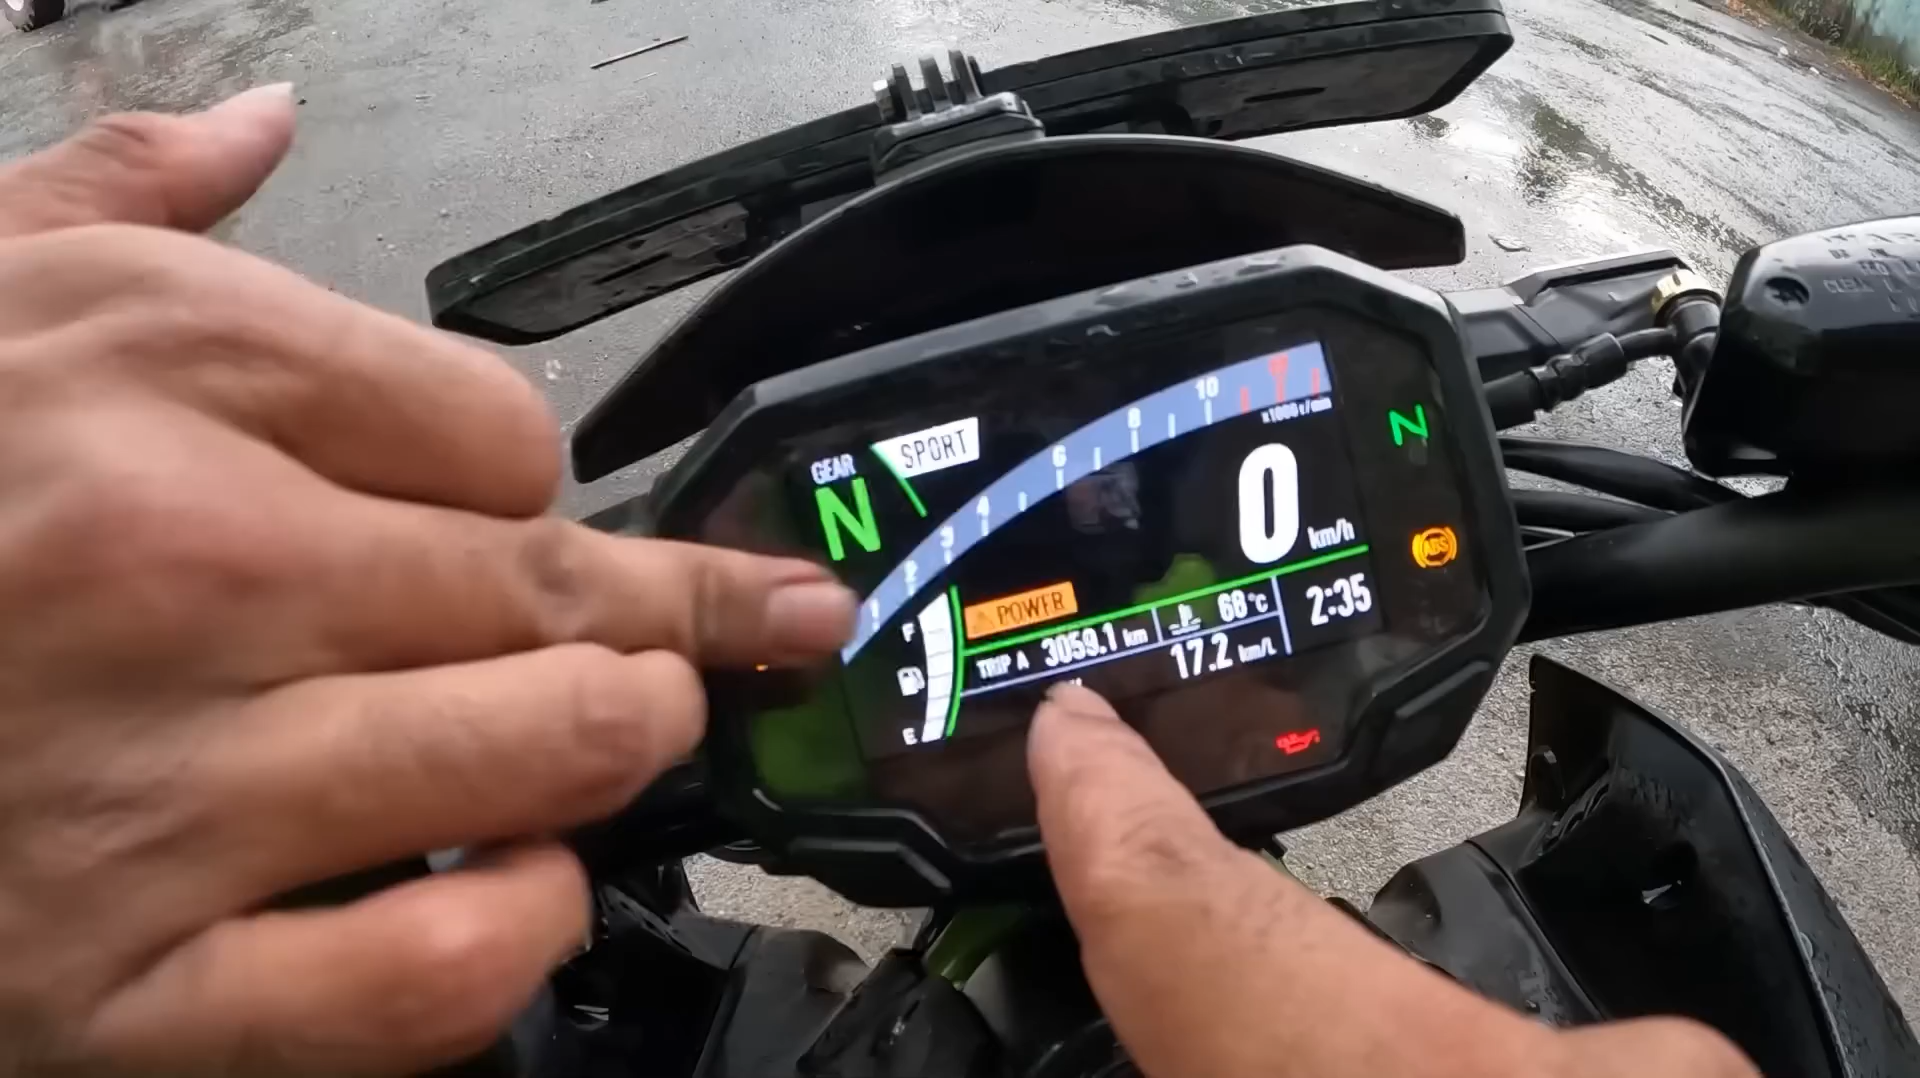 GEAR
SPORT
N
1 2 3 4 6 8 10
x1000 r/min
N
0 km/h
ABS
F
POWER
TRIP A 3059.1 km
68 °C
17.2 km/L
2:35
E